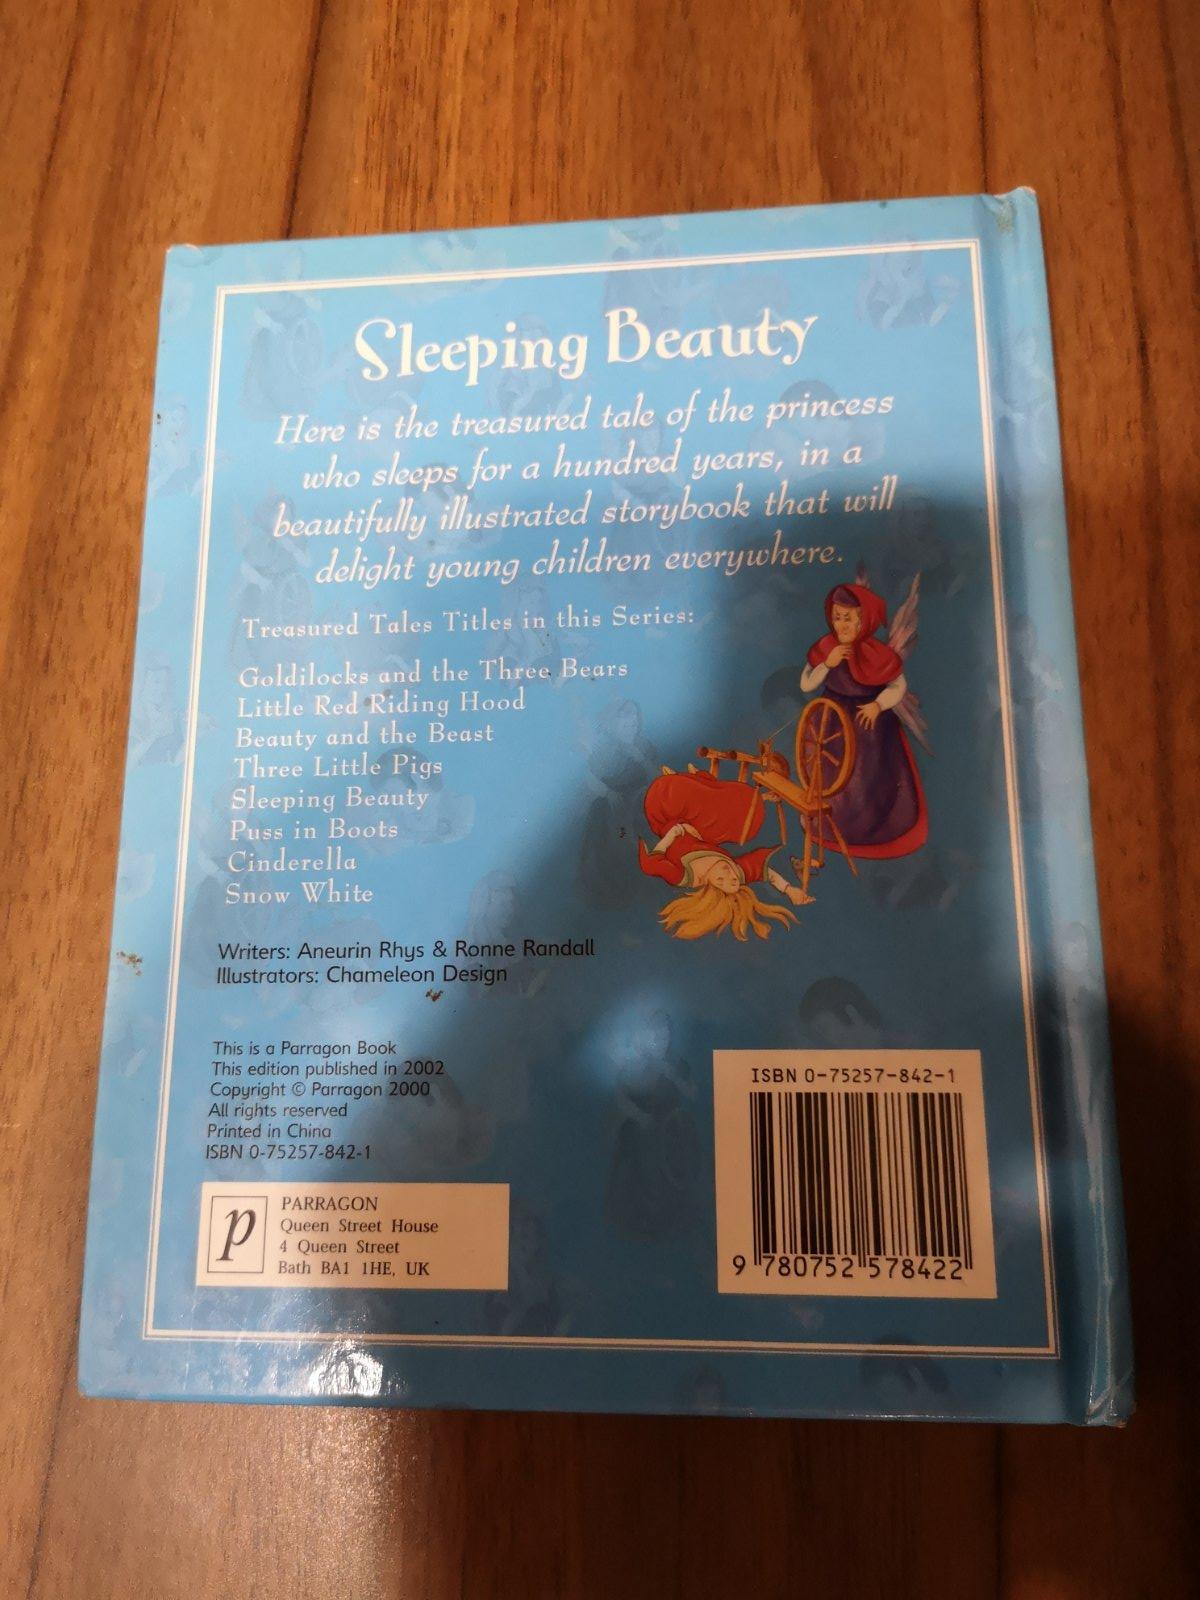 Sleeping Beauty
Here is the treasured tale of the princess
who sleeps for a hundred years, in a
beautifully illustrated storybook that will
delight young children everywhere.
Treasured Tales Titles in this Series:
Goldilocks and the Three Bears
Little Red Riding Hood
Beauty and the Beast
Three Little Pigs
Sleeping Beauty
Puss in Boots
Cinderella
Snow White
Writers: Aneurin Rhys & Ronne Randall
Illustrators: Chameleon Design
This is a Parragon Book
This edition published in 2002
Copyright © Parragon 2000
All rights reserved
Printed in China
ISBN 0-75257-842-1
p
PARRAGON
Queen Street House
4 Queen Street
Bath BA1 1HE, UK
ISBN 0-75257-842-1
9 780752 578422